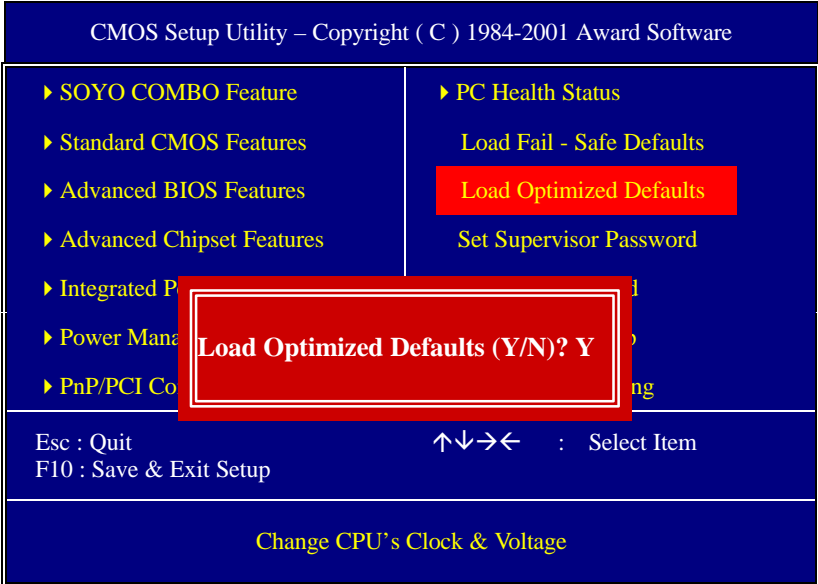 CMOS Setup Utility – Copyright ( C ) 1984-2001 Award Software
SOYO COMBO Feature
Standard CMOS Features
Advanced BIOS Features
Advanced Chipset Features
Integrated
Power
PnP/PCI
PC Health Status
Load Fail - Safe Defaults
Load Optimized Defaults
Set Supervisor Password
Load Optimized Defaults (Y/N)? Y
Esc : Quit
F10 : Save & Exit Setup
↑↓→← : Select Item
Change CPU's Clock & Voltage